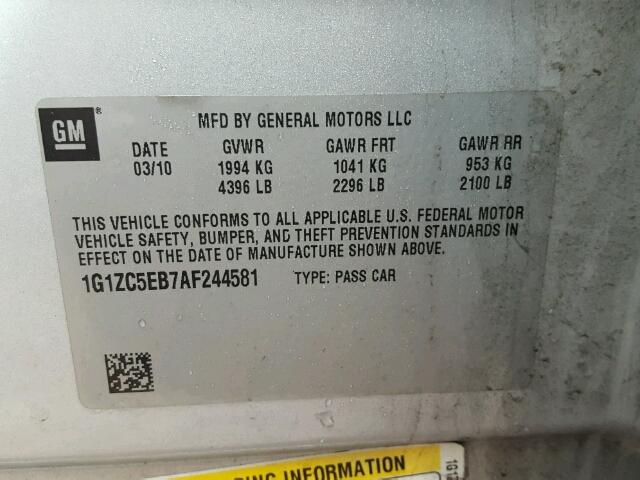 GM
MFD BY GENERAL MOTORS LLC
DATE GVWR GAWR FRT GAWR RR
03/10 1994 KG 1041 KG 953 KG
4396 LB 2296 LB 2100 LB
THIS VEHICLE CONFORMS TO ALL APPLICABLE U.S. FEDERAL MOTOR
VEHICLE SAFETY, BUMPER, AND THEFT PREVENTION STANDARDS IN
EFFECT ON THE DATE OF MANUFACTURE SHOWN ABOVE.
1G1ZC5EB7AF244581 TYPE: PASS CAR
ING INFORMATION